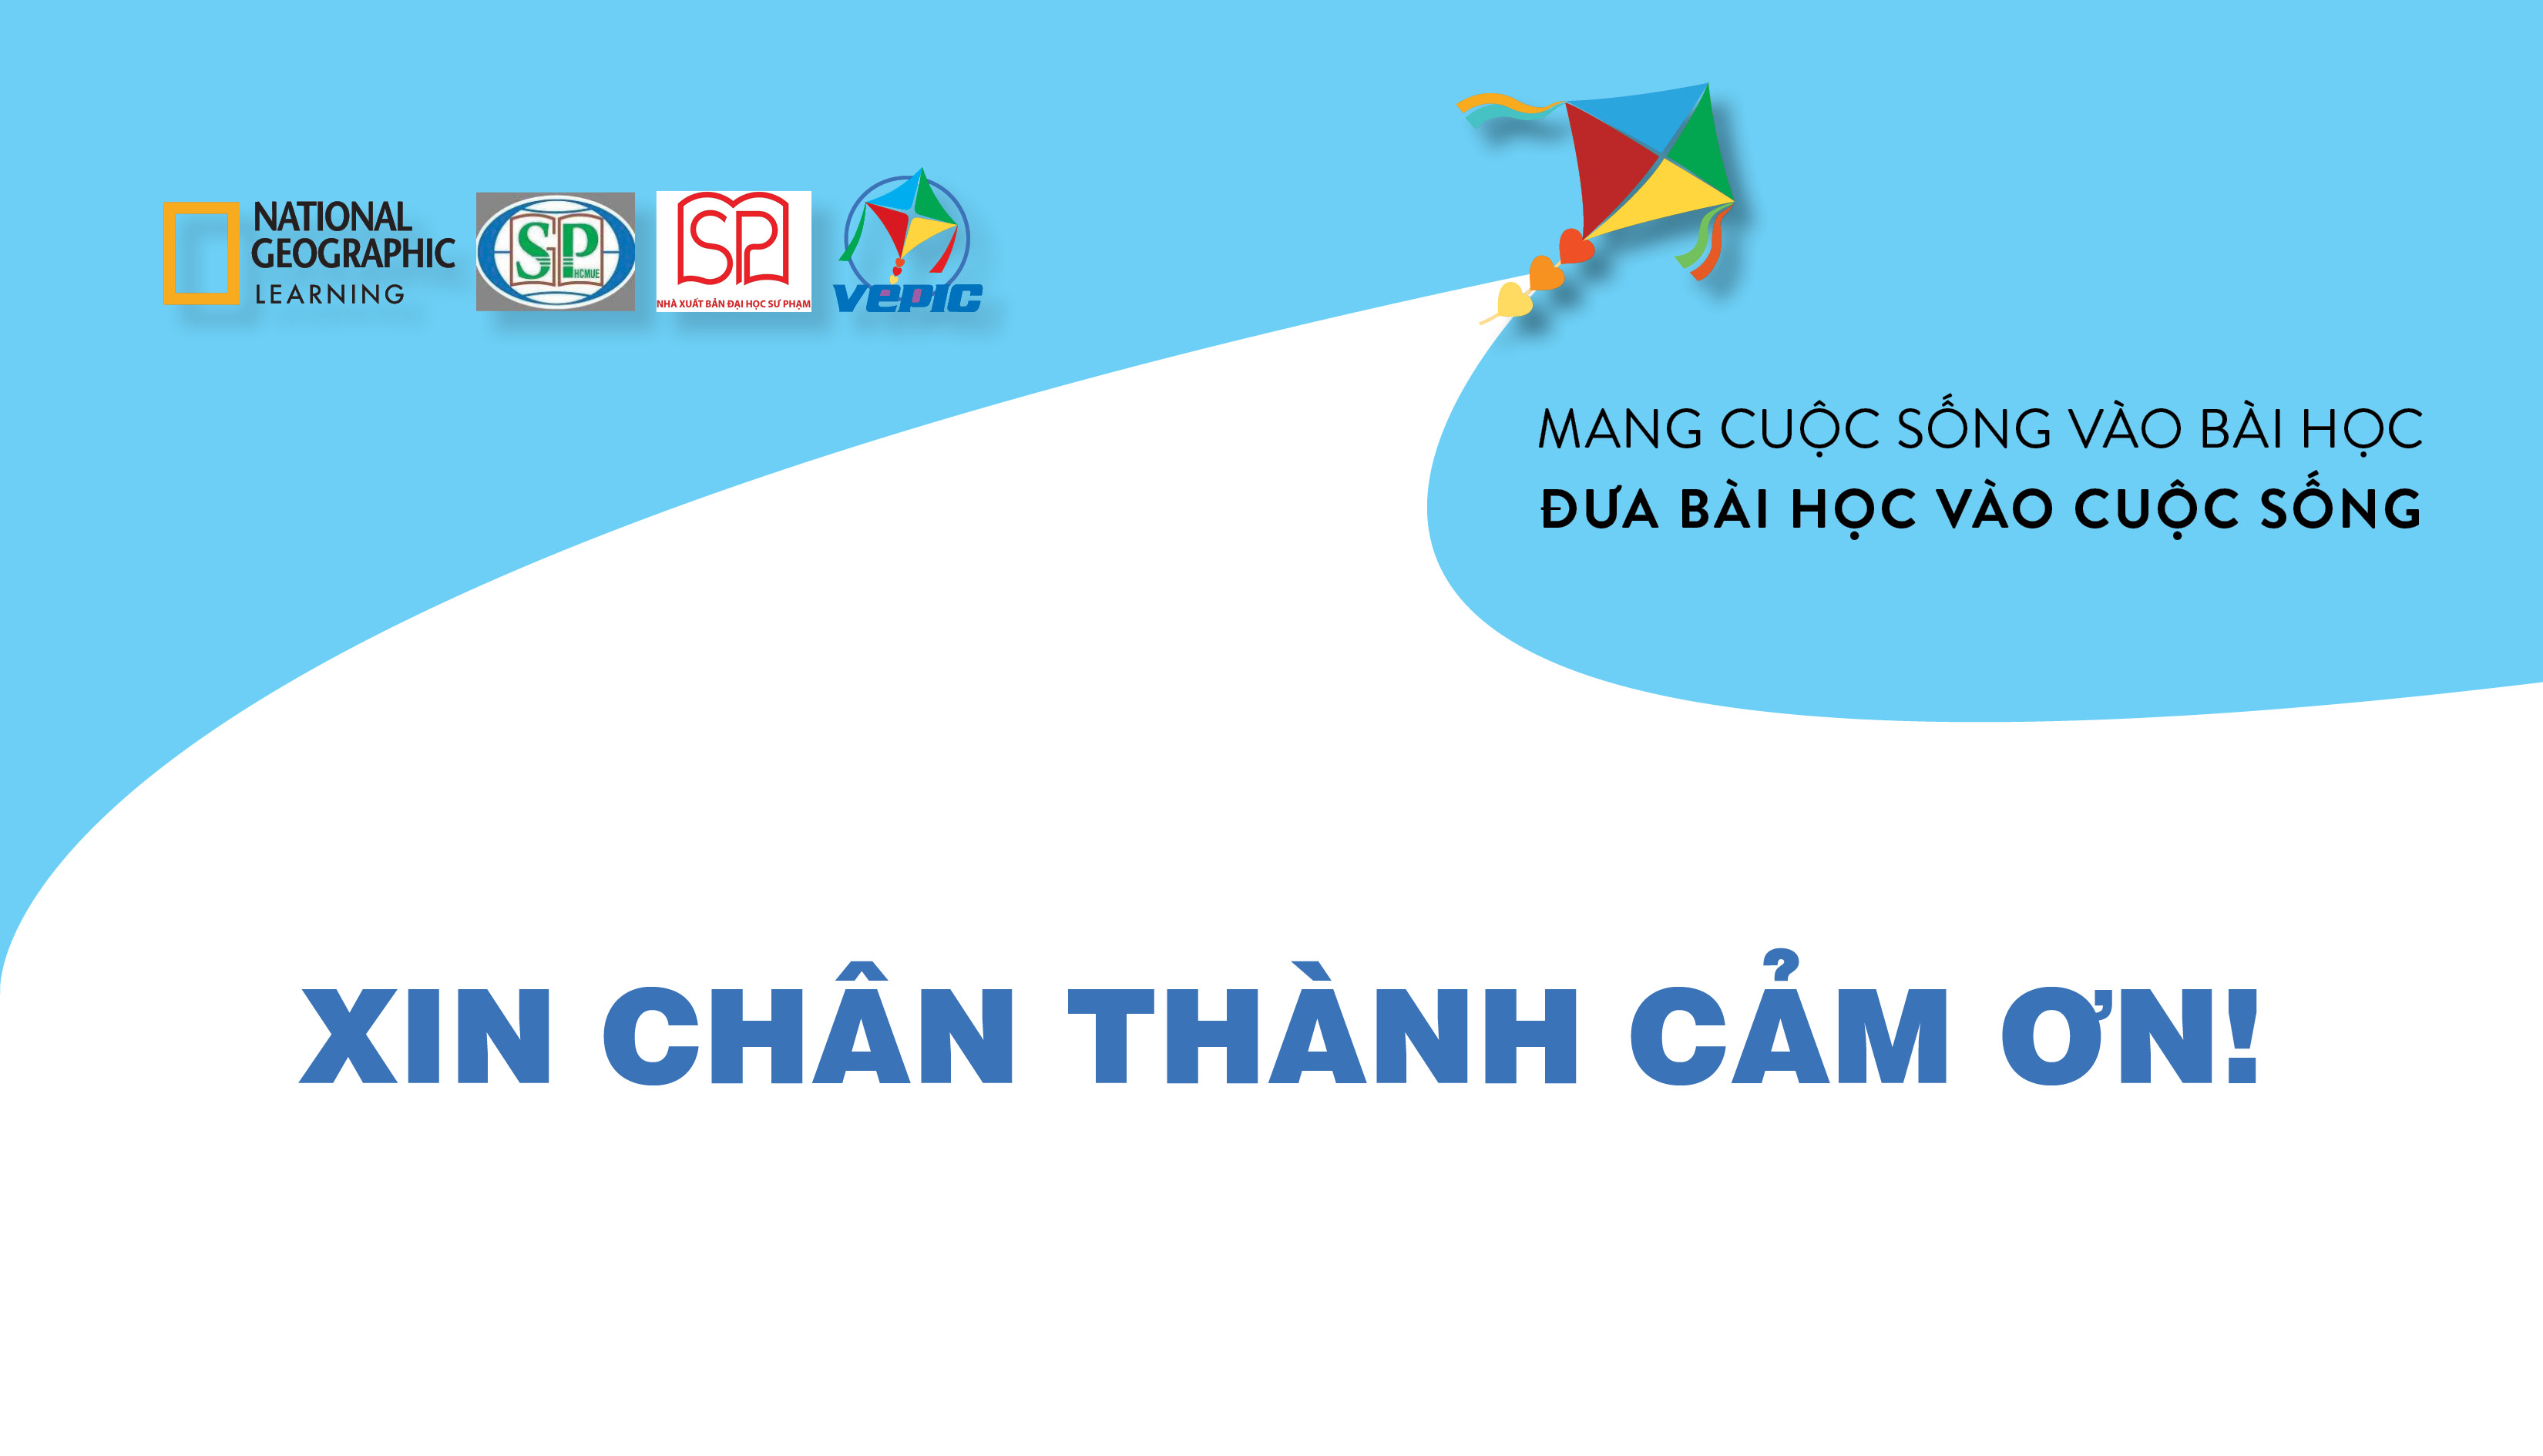 NATIONAL
GEOGRAPHIC
LEARNING
SP
HCMUE
SP
NHÀ XUẤT BẢN ĐẠI HỌC SƯ PHẠM
VEPIC
MANG CUỘC SỐNG VÀO BÀI HỌC
ĐƯA BÀI HỌC VÀO CUỘC SỐNG
XIN CHÂN THÀNH CẢM ƠN!